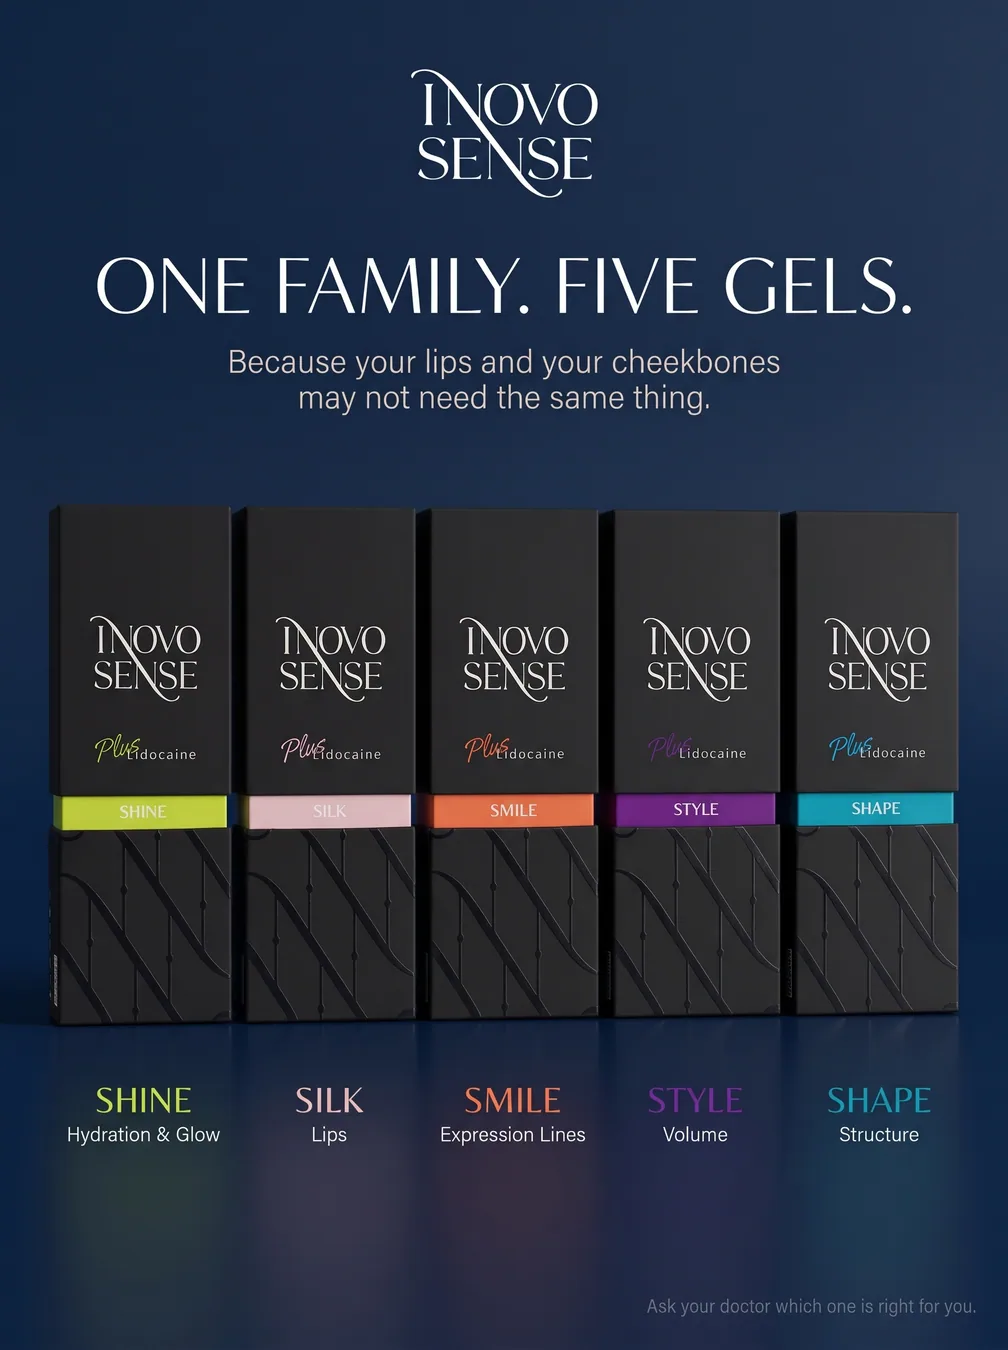 INOVO
SENSE
ONE FAMILY. FIVE GELS.
Because your lips and your cheekbones
may not need the same thing.
INOVO
SENSE
Plus Lidocaine
SHINE
INOVO
SENSE
Plus Lidocaine
SILK
INOVO
SENSE
Plus Lidocaine
SMILE
INOVO
SENSE
Plus Lidocaine
STYLE
INOVO
SENSE
Plus Lidocaine
SHAPE
SHINE
Hydration & Glow
SILK
Lips
SMILE
Expression Lines
STYLE
Volume
SHAPE
Structure
Ask your doctor which one is right for you.